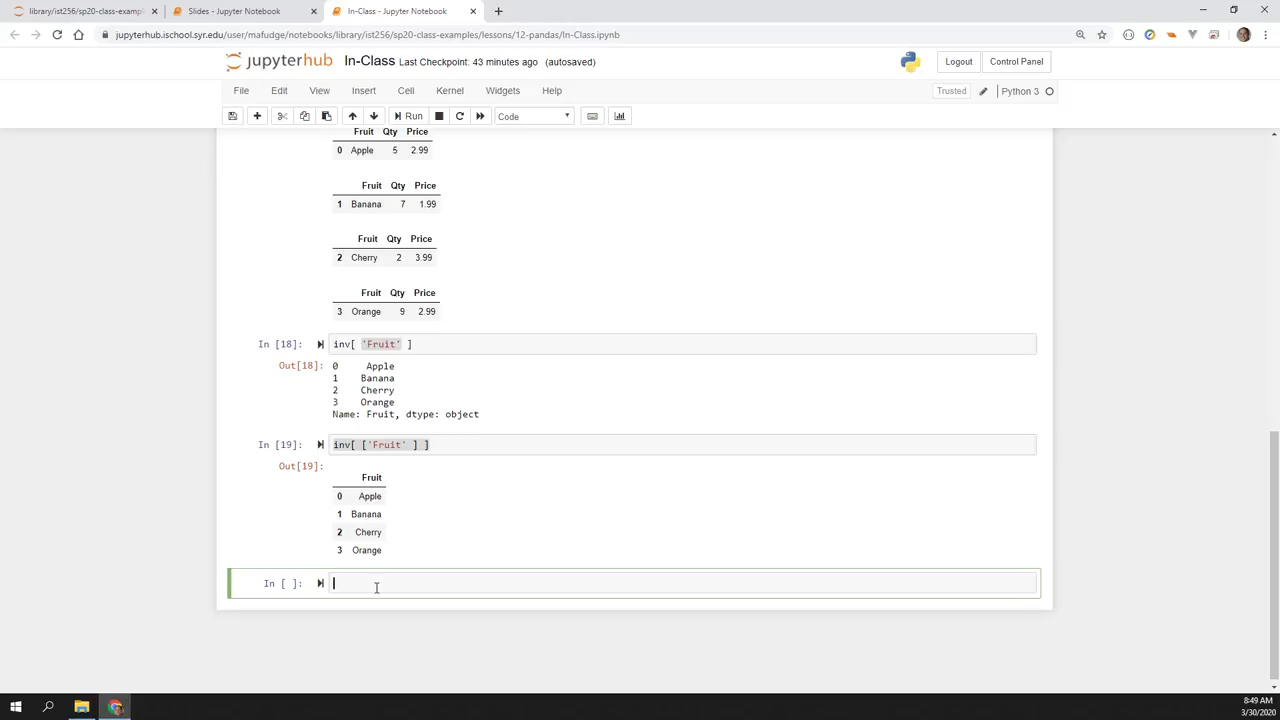 library/ist256/sp20-class-exampl
Slides - Jupyter Notebook
In-Class - Jupyter Notebook
jupyterhub.ischool.syr.edu/user/mafudge/notebooks/library/ist256/sp20-class-examples/lessons/12-pandas/In-Class.ipynb
jupyterhub In-Class Last Checkpoint: 43 minutes ago (autosaved) Logout Control Panel
File Edit View Insert Cell Kernel Widgets Help Trusted Python 3
Run Code
Fruit Qty Price
0 Apple 5 2.99
Fruit Qty Price
1 Banana 7 1.99
Fruit Qty Price
2 Cherry 2 3.99
Fruit Qty Price
3 Orange 9 2.99
In [18]: inv[ 'Fruit' ]
Out[18]: 0 Apple
1 Banana
2 Cherry
3 Orange
Name: Fruit, dtype: object
In [19]: inv[ ['Fruit' ] ]
Out[19]:
Fruit
0 Apple
1 Banana
2 Cherry
3 Orange
In [ ]:
8:49 AM
3/30/2020